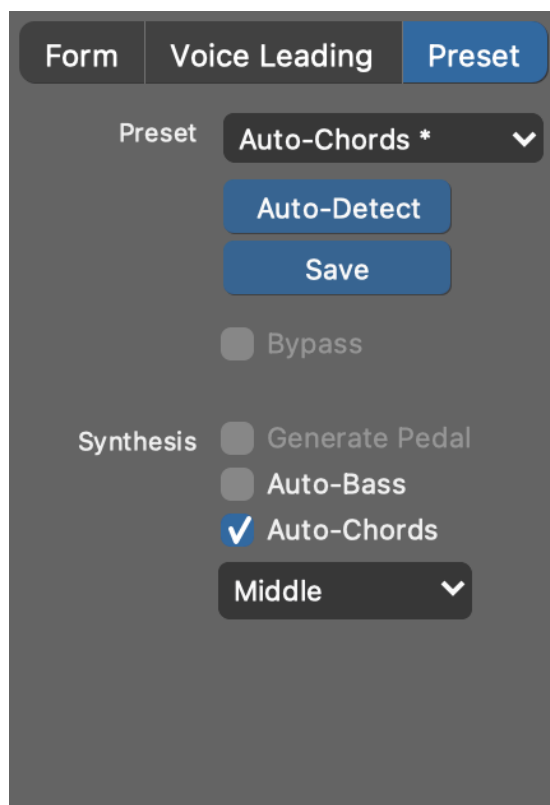 Form Voice Leading Preset
Preset Auto-Chords *
Auto-Detect
Save
Bypass
Synthesis Generate Pedal
Auto-Bass
Auto-Chords
Middle